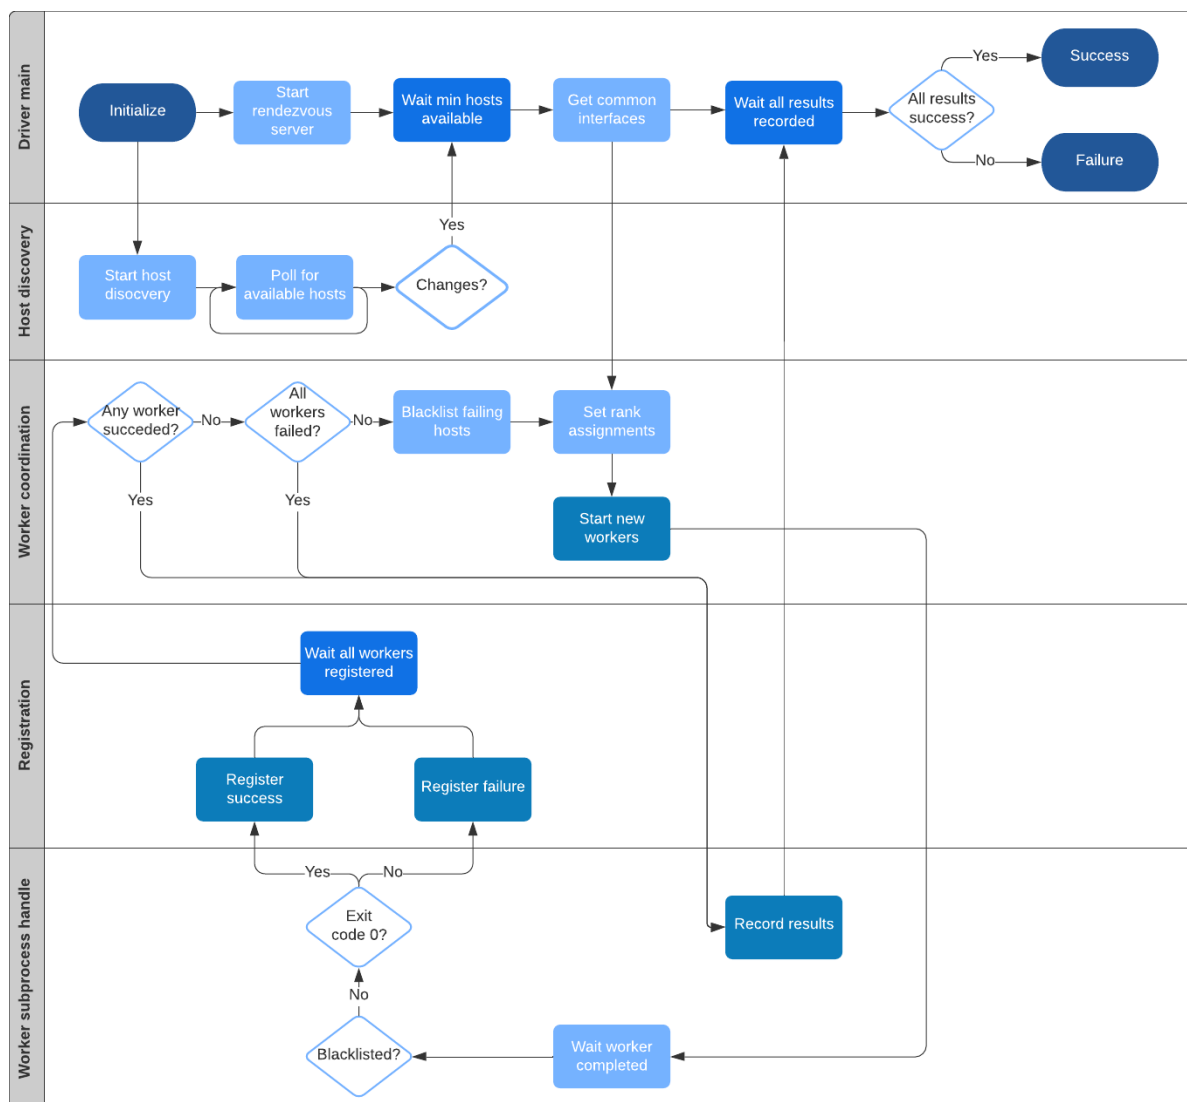 Driver main
Initialize
Start
rendezvous
server
Wait min hosts
available
Get common
interfaces
Wait all results
recorded
All results
success?
Yes
Success
No
Failure
Host discovery
Start host
disocvery
Poll for
available hosts
Changes?
Yes
Worker coordination
Any worker
succeded?
No
All
workers
failed?
No
Blacklist failing
hosts
Set rank
assignments
Yes
Yes
Start new
workers
Registration
Wait all workers
registered
Register
success
Register failure
Worker subprocess handle
Yes
No
Exit
code 0?
Record results
No
Blacklisted?
Wait worker
completed